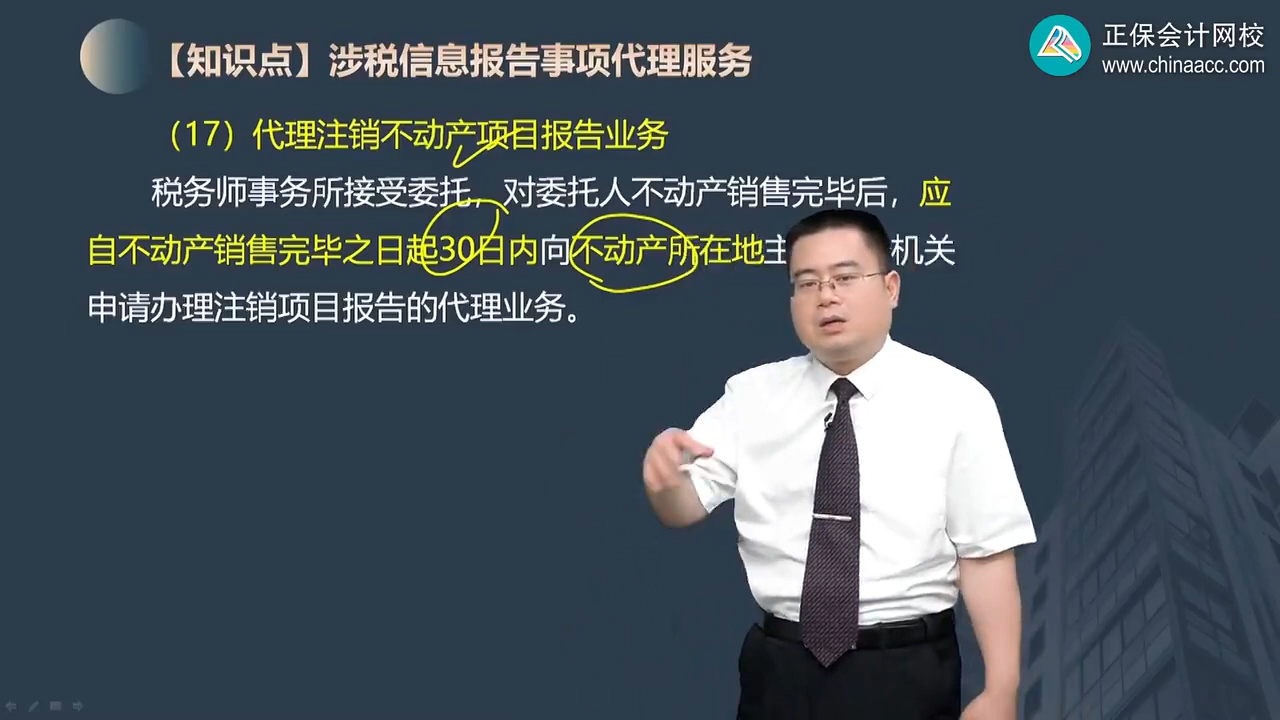 正保会计网校
www.chinaacc.com
【知识点】涉税信息报告事项代理服务
（17）代理注销不动产项目报告业务
税务师事务所接受委托，对委托人不动产销售完毕后，应
自不动产销售完毕之日起30日内向不动产所在地主 机关
申请办理注销项目报告的代理业务。